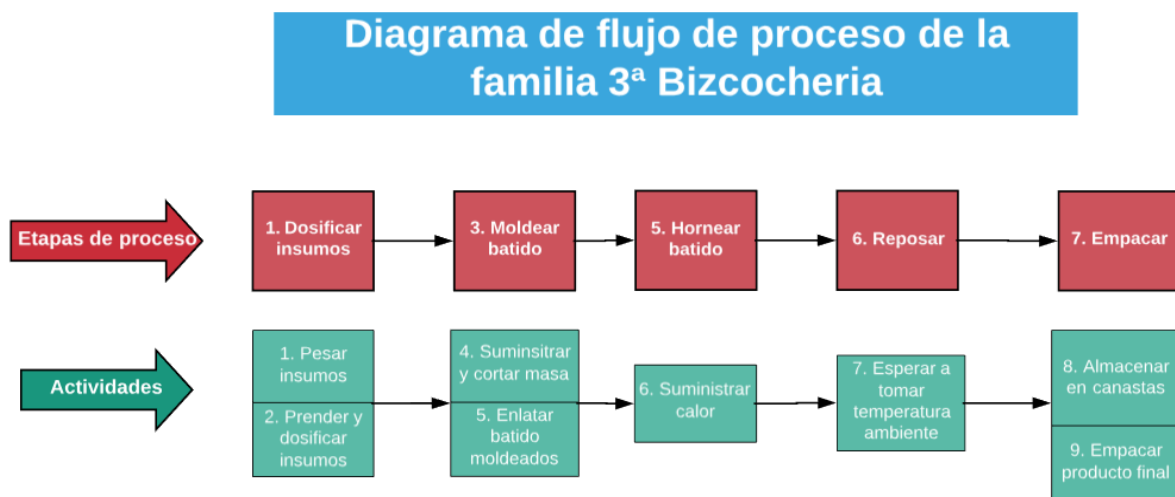 Diagrama de flujo de proceso de la
familia 3ª Bizcocheria
Etapas de proceso
1. Dosificar
insumos
3. Moldear
batido
5. Hornear
batido
6. Reposar
7. Empacar
Actividades
1. Pesar
insumos
2. Prender y
dosificar
insumos
4. Suminsitrar
y cortar masa
5. Enlatar
batido
moldeados
6. Suministrar
calor
7. Esperar a
tomar
temperatura
ambiente
8. Almacenar
en canastas
9. Empacar
producto final